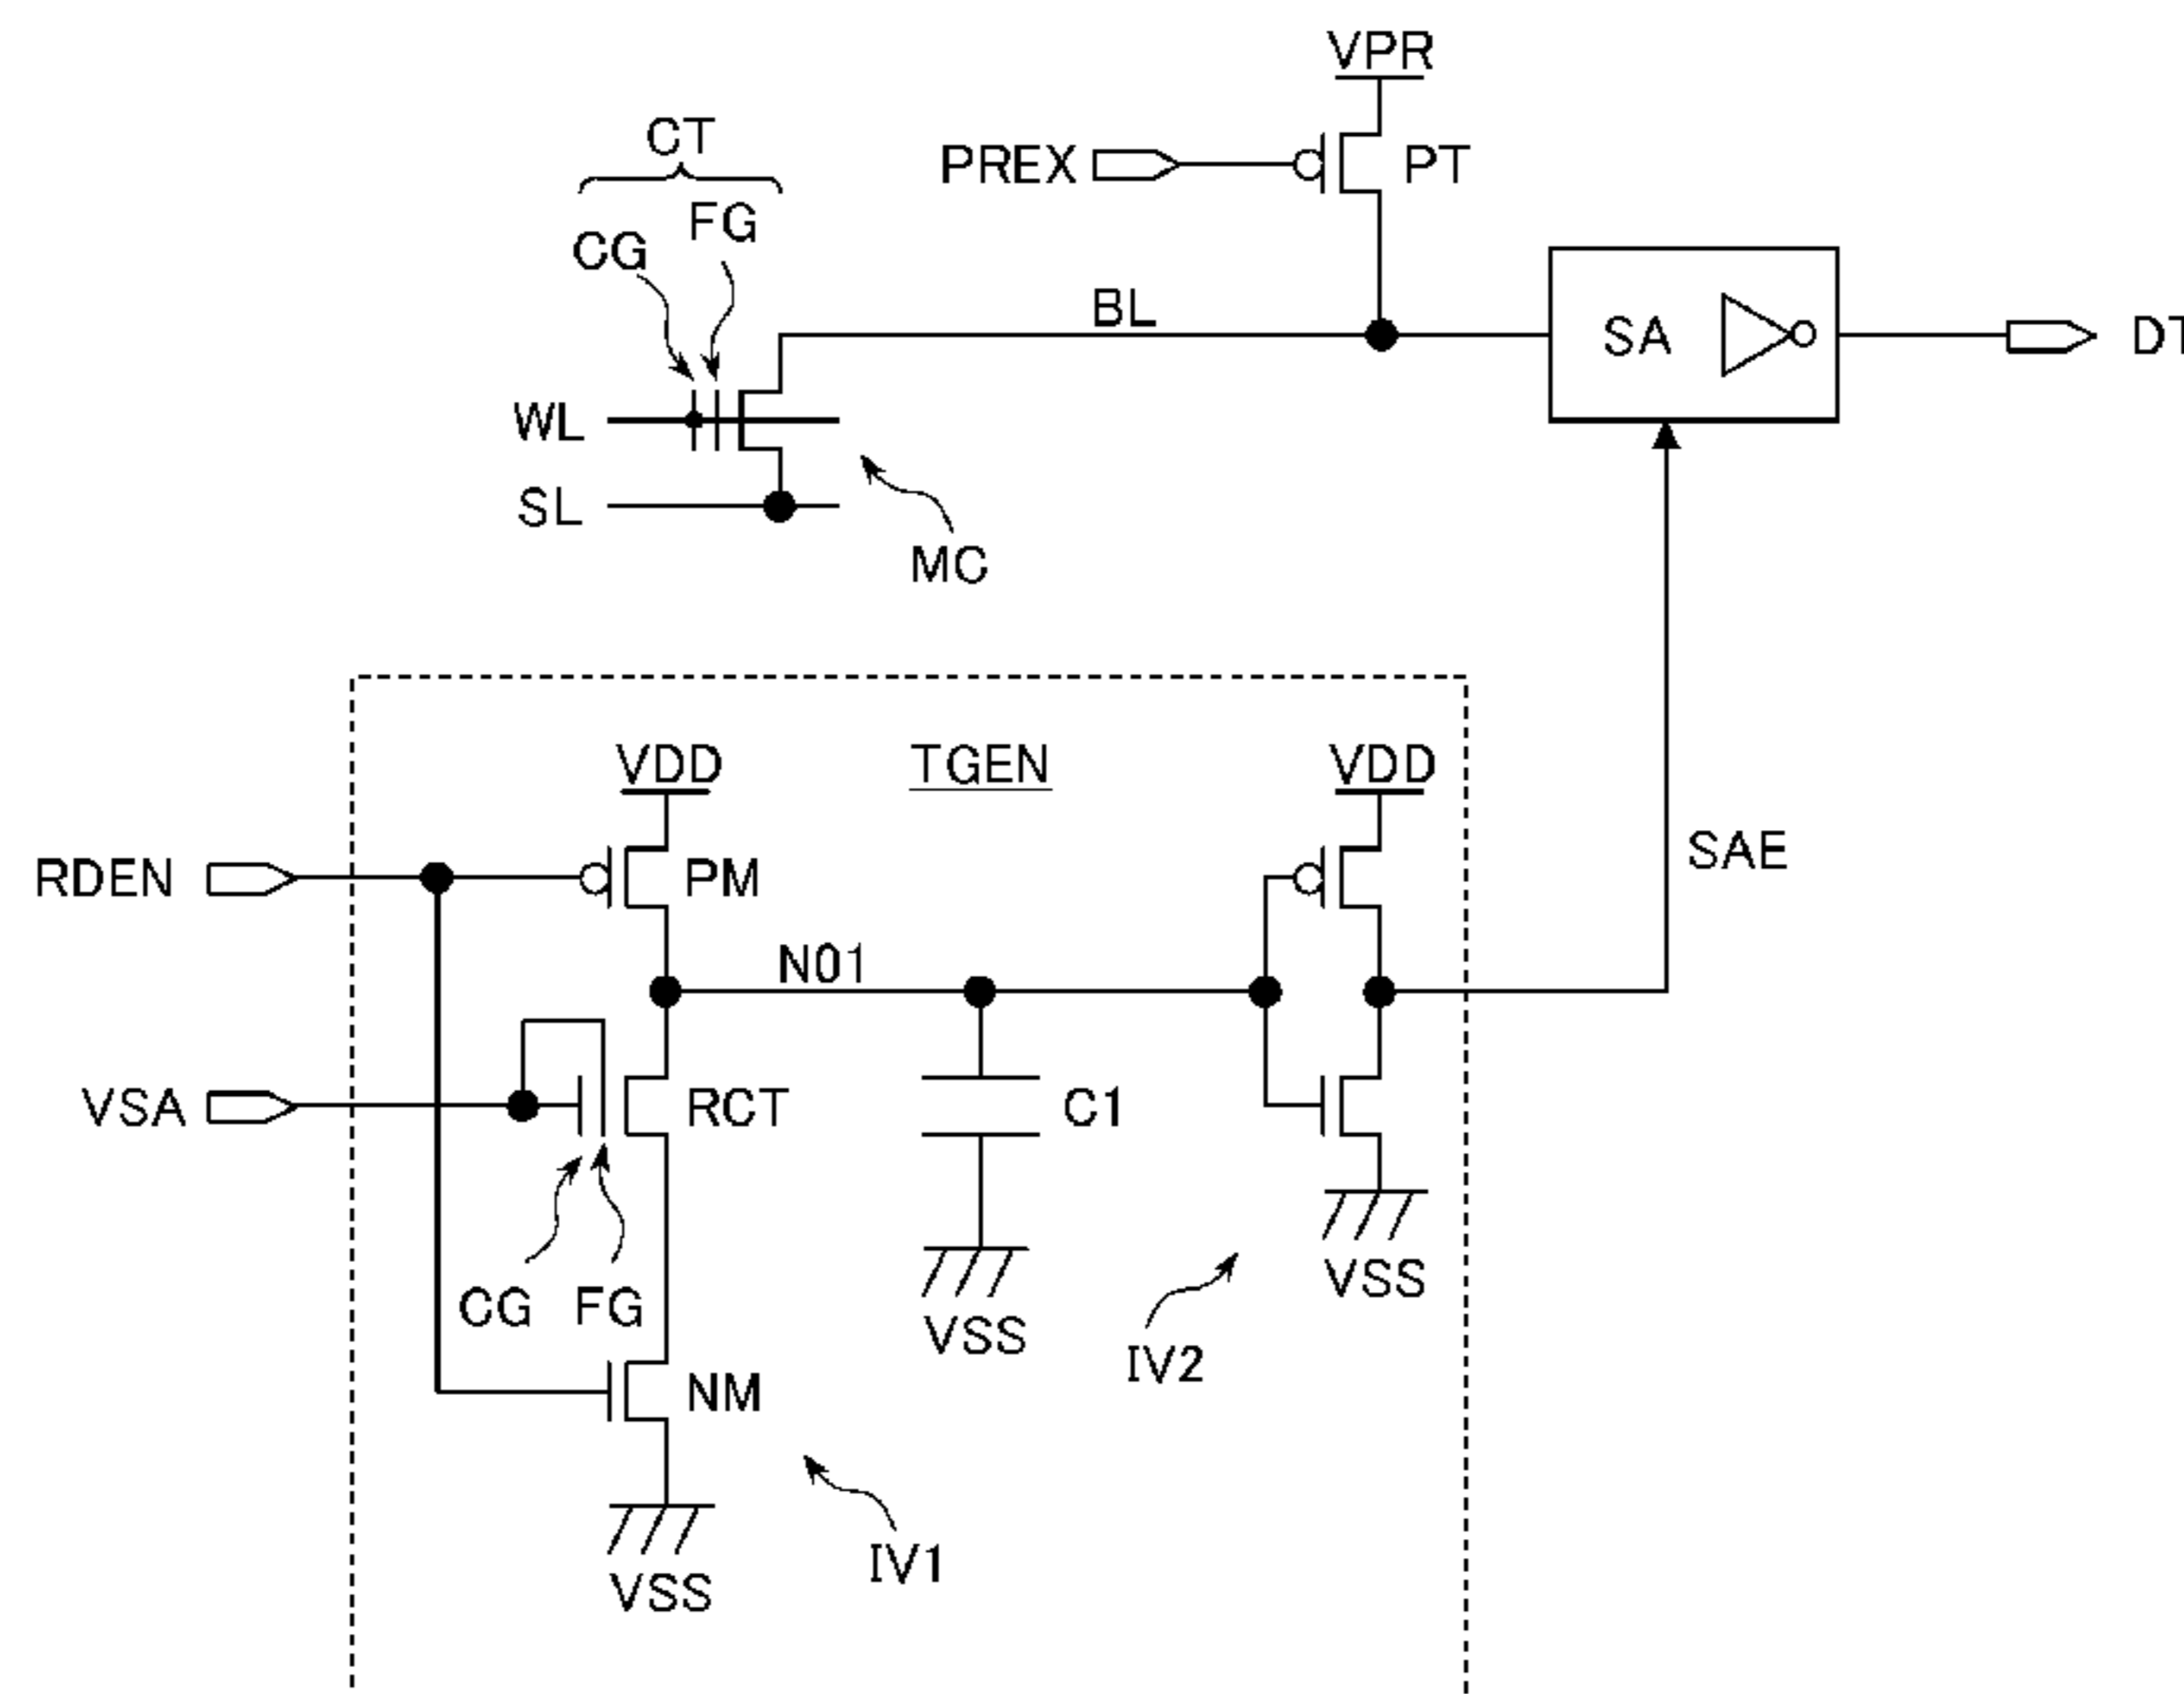 VPR
CT
PREX
PT
FG
CG
BL
SA
WL
SL
MC
VDD
TGEN
VDD
SAE
RDEN
PM
N01
VSA
RCT
C1
CG
FG
VSS
VSS
IV2
NM
IV1
VSS